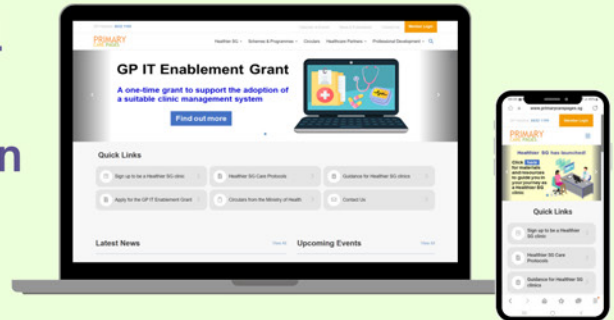 n
Member Login
PRIMARY
CARE PAGES
Healthier SG
Schemes & Programmes
Circulars
Healthcare Partners
Professional Development
GP IT Enablement Grant
A one-time grant to support the adoption of
a suitable clinic management system
Find out more
Quick Links
Sign up to be a Healthier SG clinic
Healthier SG Care Protocols
Guidance for Healthier SG clinics
Apply for the GP IT Enablement Grant
Circulars from the Ministry of Health
Contact Us
Latest News
View All
Upcoming Events
View All
www.primarycarepages.sg
Member Login
PRIMARY
CARE PAGES
Healthier SG has launched!
Click here
for materials
and resources
to guide you in
your journey as
a Healthier SG
clinic
Quick Links
Sign up to be a Healthier
SG clinic
Healthier SG Care
Protocols
Guidance for Healthier SG
clinics